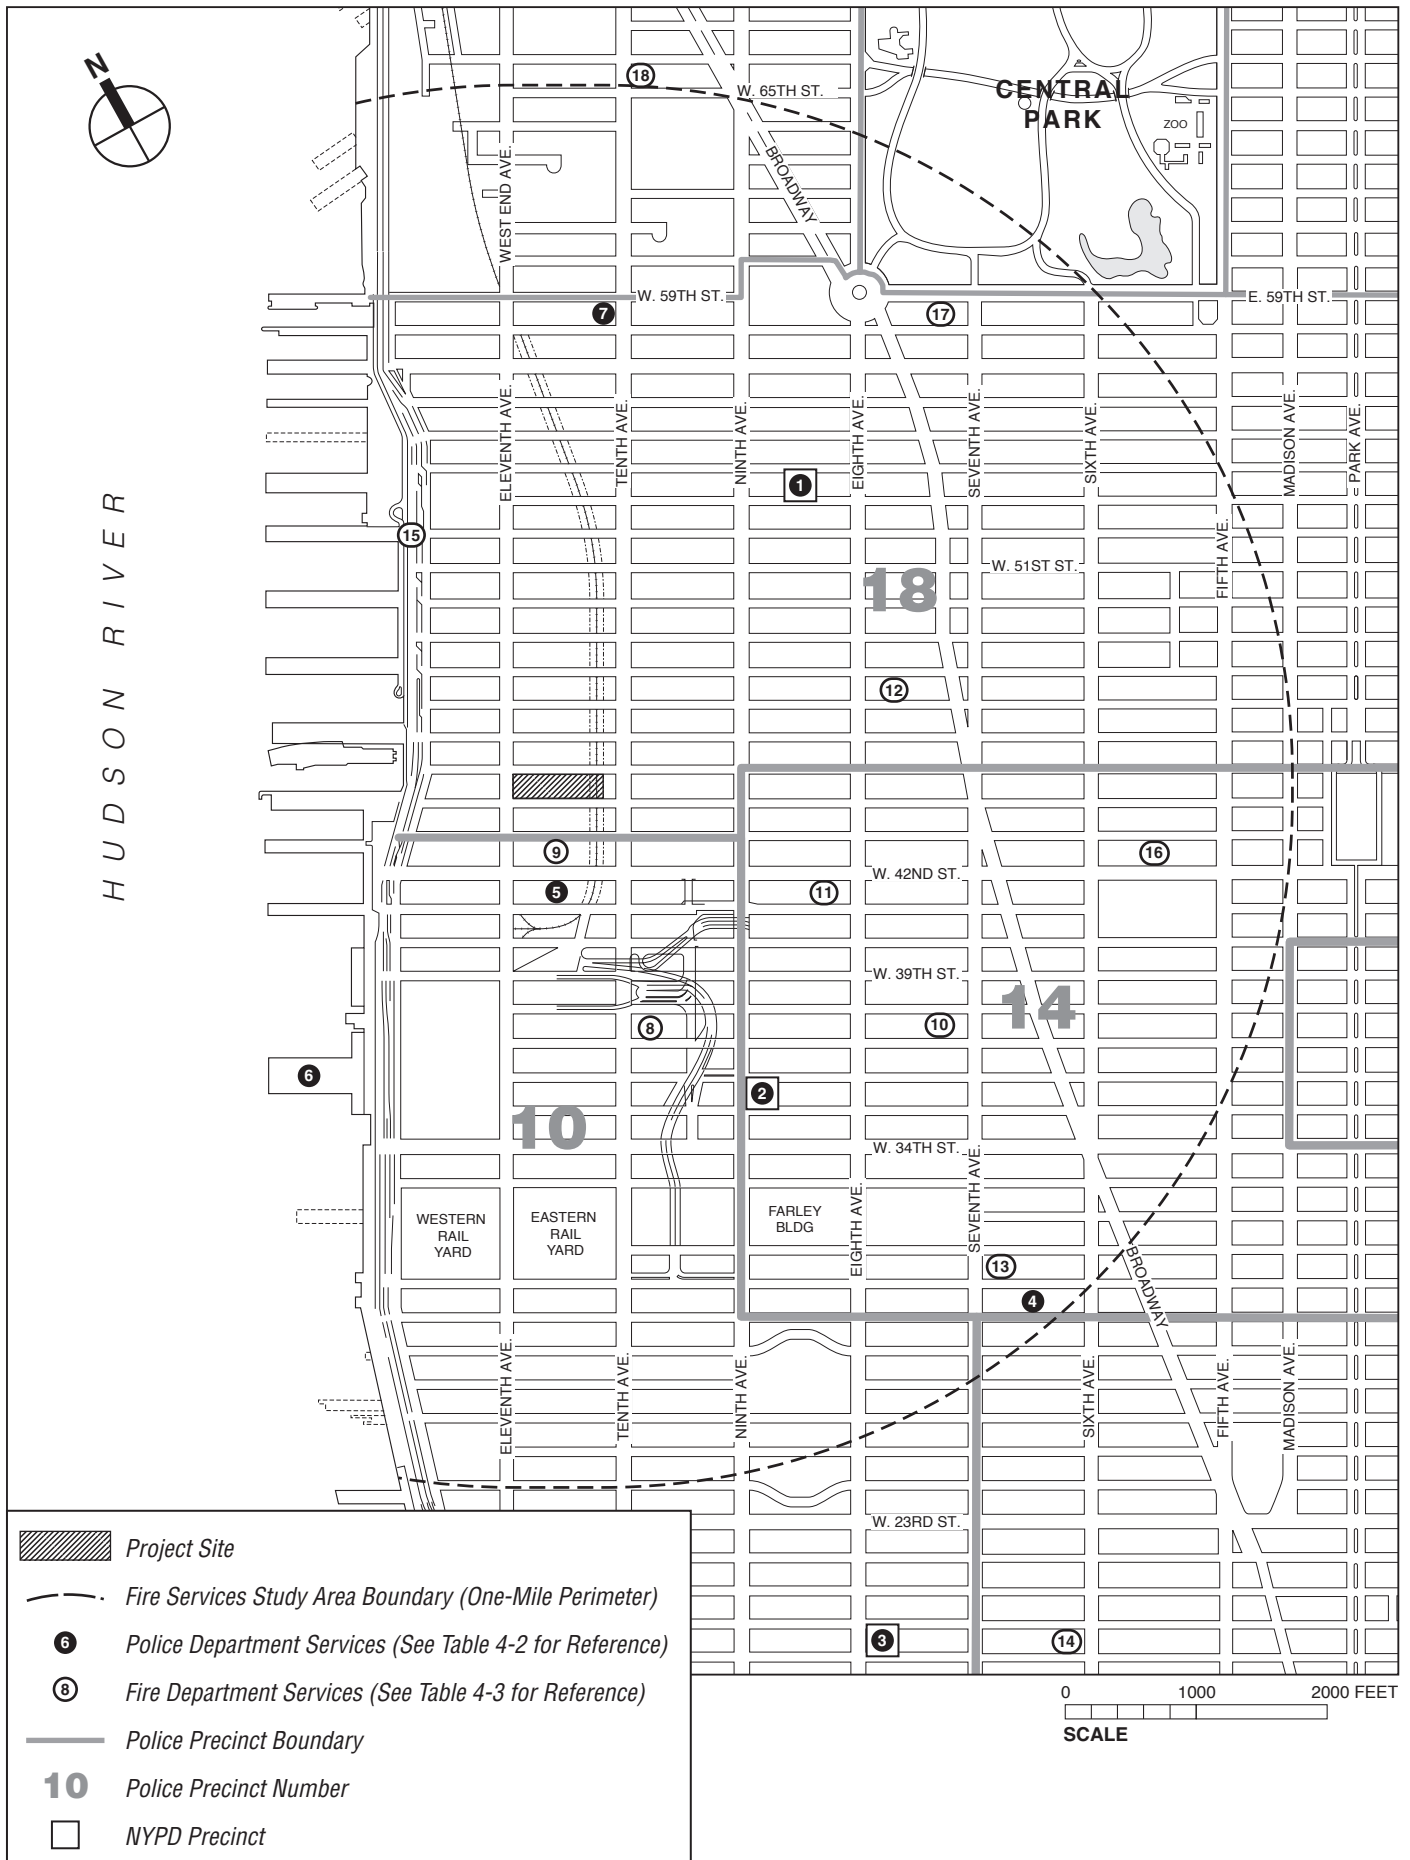 N
18
W. 65TH ST.
CENTRAL
PARK
ZOO
BROADWAY
WEST END AVE.
W. 59TH ST.
E. 59TH ST.
7
17
ELEVENTH AVE.
TENTH AVE.
NINTH AVE.
EIGHTH AVE.
SEVENTH AVE.
SIXTH AVE.
MADISON AVE.
PARK AVE.
1
HUDSON RIVER
15
FIFTH AVE.
W. 51ST ST.
18
12
9
16
W. 42ND ST.
5
11
W. 39TH ST.
14
8
10
6
2
10
W. 34TH ST.
SEVENTH AVE.
EIGHTH AVE.
WESTERN
RAIL
YARD
EASTERN
RAIL
YARD
FARLEY
BLDG
13
BROADWAY
4
ELEVENTH AVE.
TENTH AVE.
NINTH AVE.
SIXTH AVE.
FIFTH AVE.
MADISON AVE.
W. 23RD ST.
3
14
Project Site
Fire Services Study Area Boundary (One-Mile Perimeter)
6 Police Department Services (See Table 4-2 for Reference)
8 Fire Department Services (See Table 4-3 for Reference)
Police Precinct Boundary
10 Police Precinct Number
NYPD Precinct
0 1000 2000 FEET
SCALE